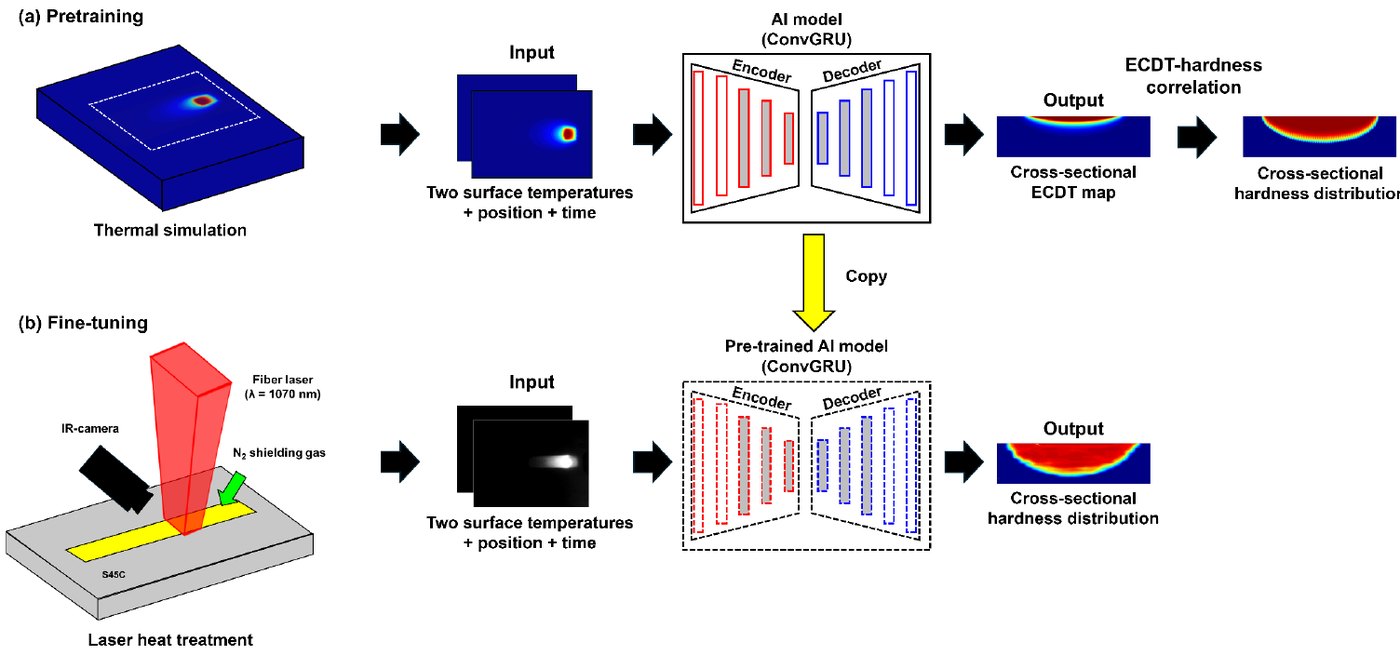 (a) Pretraining
Thermal simulation
Input
Two surface temperatures
+ position + time
AI model
(ConvGRU)
Encoder
Decoder
Output
Cross-sectional
ECDT map
ECDT-hardness
correlation
Cross-sectional
hardness distribution
Copy
(b) Fine-tuning
Fiber laser
(λ = 1070 nm)
IR-camera
N2 shielding gas
S45C
Laser heat treatment
Input
Two surface temperatures
+ position + time
Pre-trained AI model
(ConvGRU)
Encoder
Decoder
Output
Cross-sectional
hardness distribution